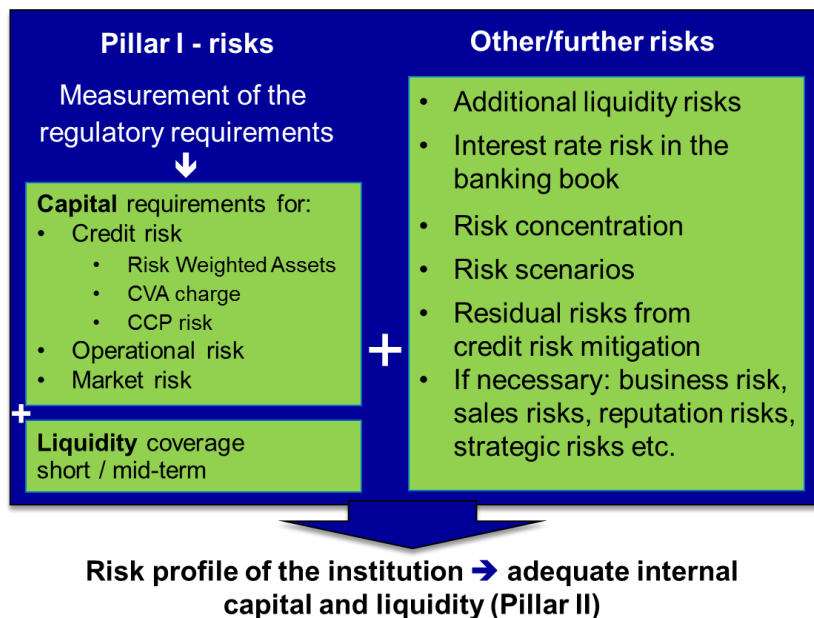 Pillar I - risks
Measurement of the
regulatory requirements
Capital requirements for:
• Credit risk
• Risk Weighted Assets
• CVA charge
• CCP risk
• Operational risk
• Market risk
+
Liquidity coverage
short / mid-term
+
Other/further risks
• Additional liquidity risks
• Interest rate risk in the
banking book
• Risk concentration
• Risk scenarios
• Residual risks from
credit risk mitigation
• If necessary: business risk,
sales risks, reputation risks,
strategic risks etc.
Risk profile of the institution ➔ adequate internal
capital and liquidity (Pillar II)